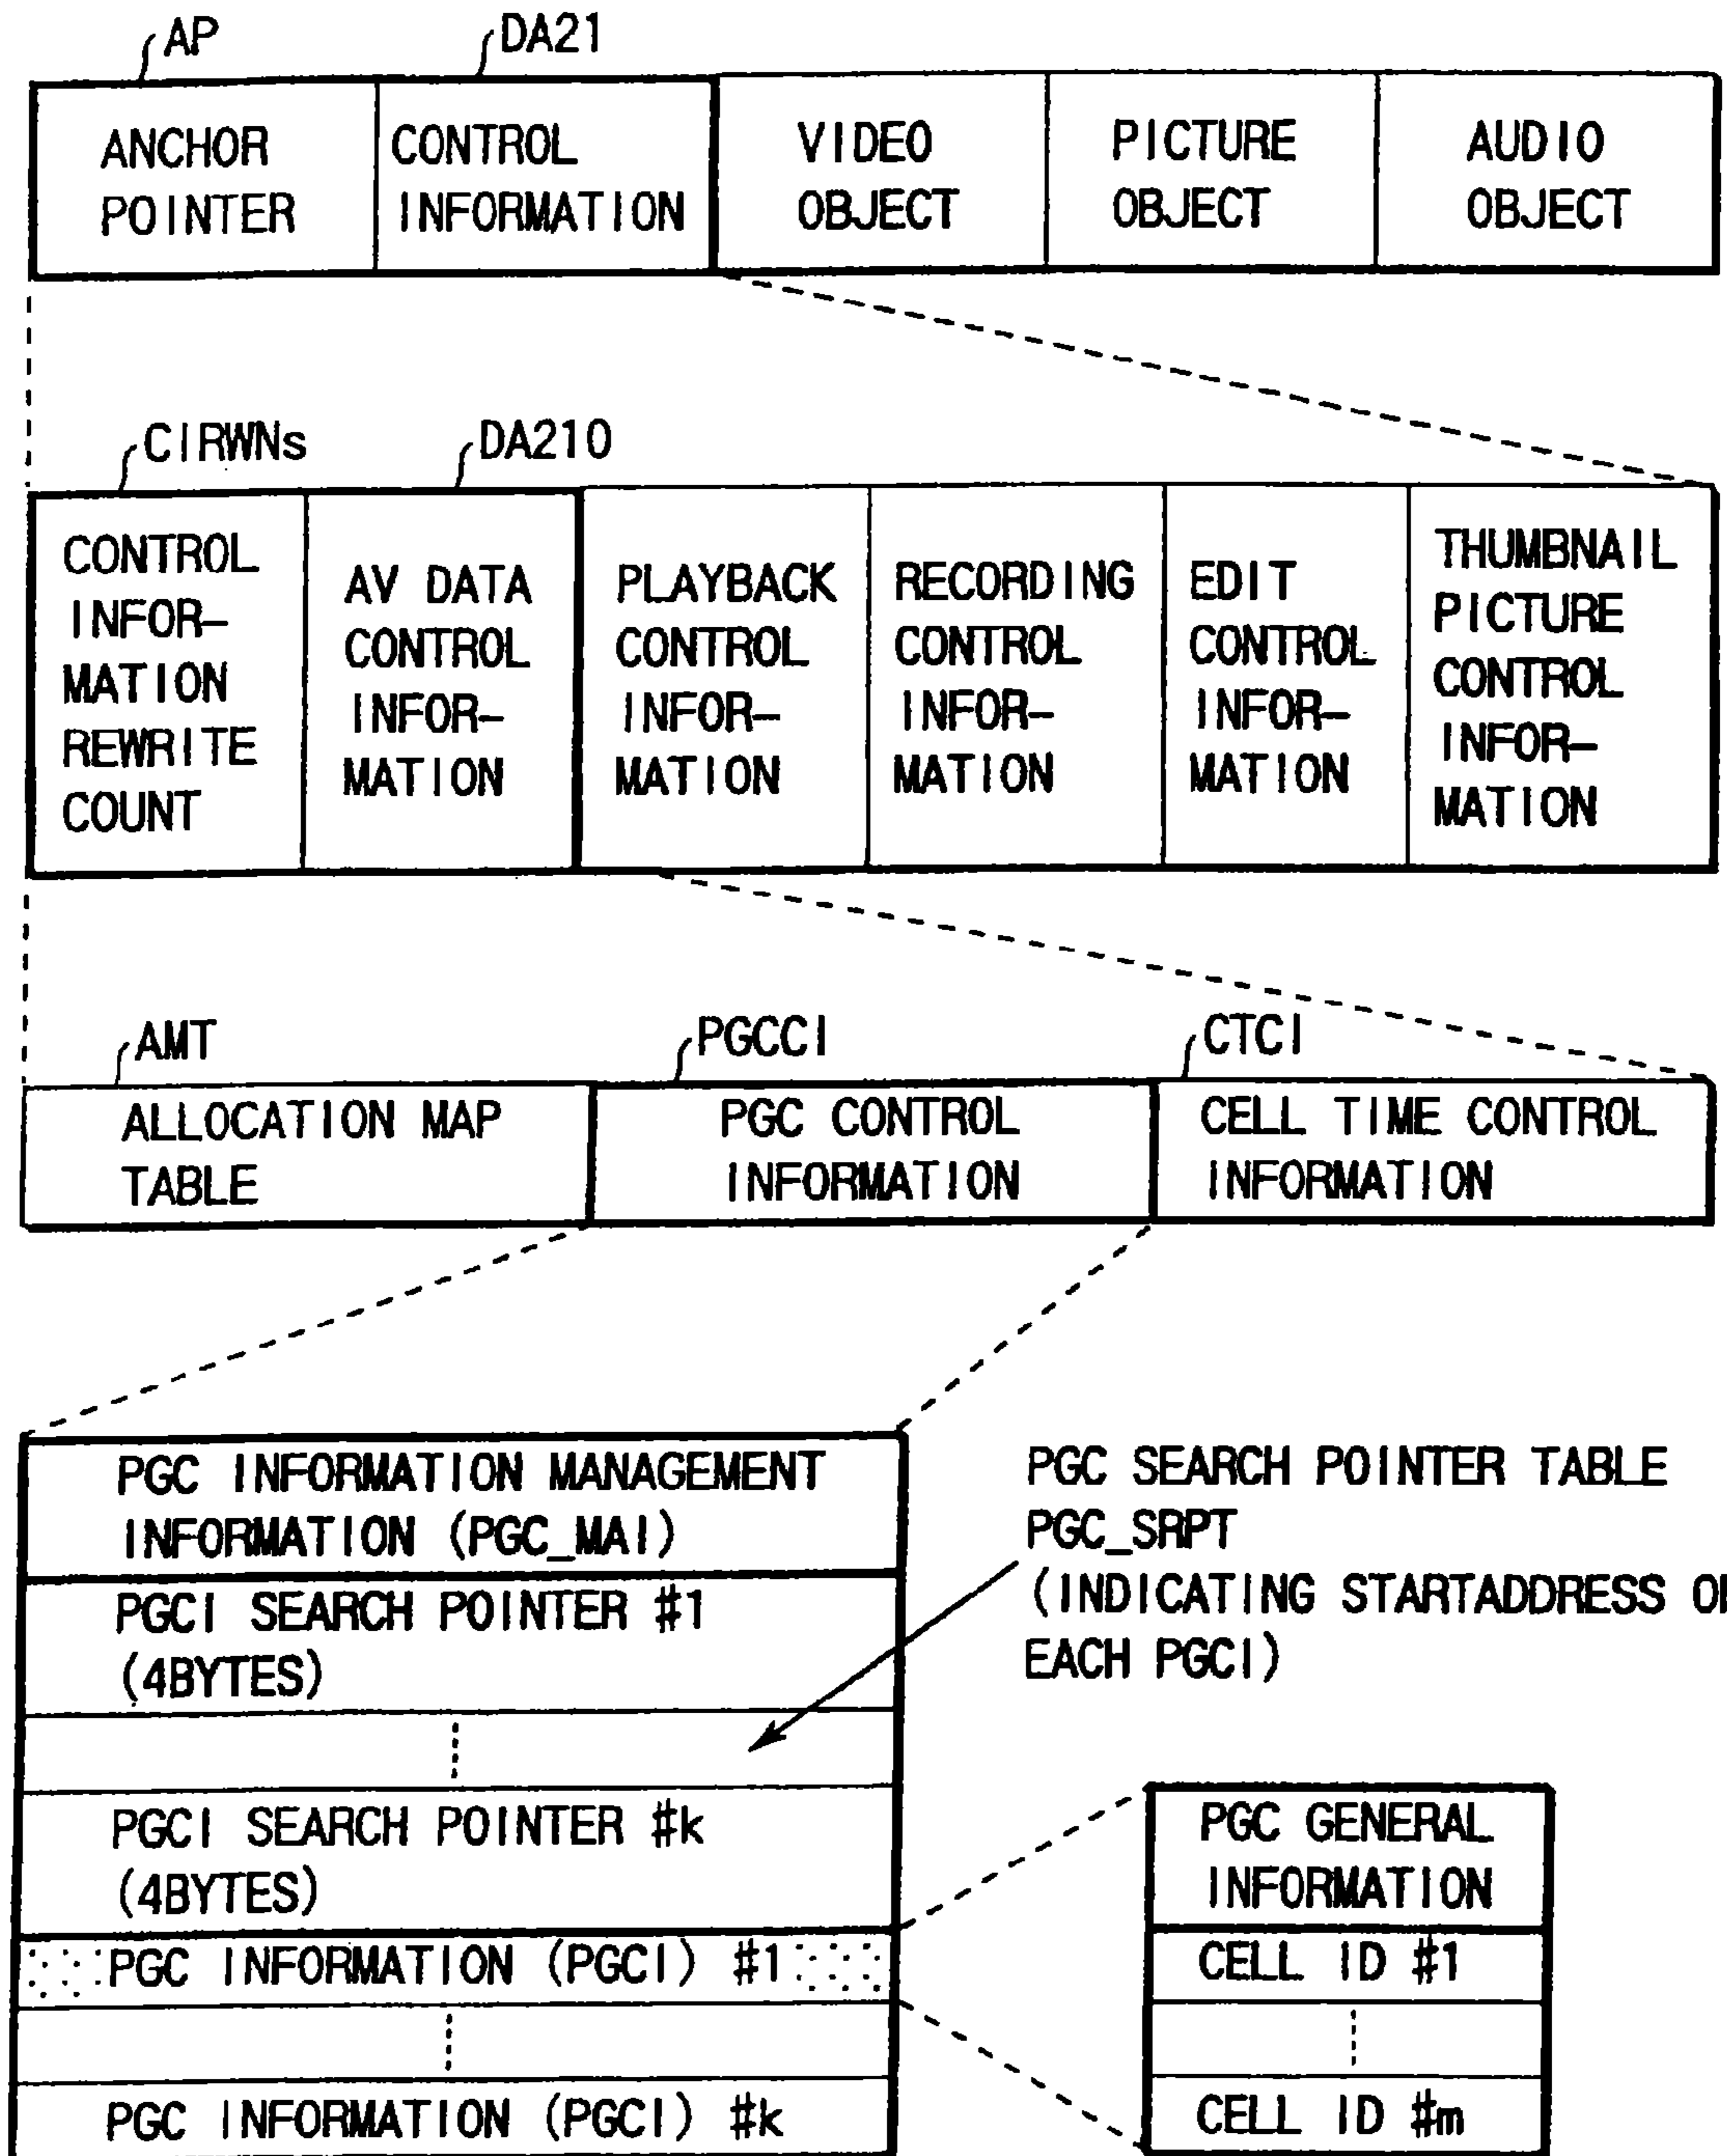 AP
DA21
ANCHOR
POINTER
CONTROL
INFORMATION
VIDEO
OBJECT
PICTURE
OBJECT
AUDIO
OBJECT
CIRWNs
DA210
CONTROL
INFOR-
MATION
REWRITE
COUNT
AV DATA
CONTROL
INFOR-
MATION
PLAYBACK
CONTROL
INFOR-
MATION
RECORDING
CONTROL
INFOR-
MATION
EDIT
CONTROL
INFOR-
MATION
THUMBNAIL
PICTURE
CONTROL
INFOR-
MATION
AMT
PGCCI
CTCI
ALLOCATION MAP
TABLE
PGC CONTROL
INFORMATION
CELL TIME CONTROL
INFORMATION
PGC INFORMATION MANAGEMENT
INFORMATION (PGC_MAI)
PGCI SEARCH POINTER #1
(4BYTES)
PGCI SEARCH POINTER #k
(4BYTES)
PGC INFORMATION (PGCI) #1
PGC INFORMATION (PGCI) #k
PGC SEARCH POINTER TABLE
PGC_SRPT
(INDICATING STARTADDRESS
EACH PGCI)
PGC GENERAL
INFORMATION
CELL ID #1
CELL ID #m